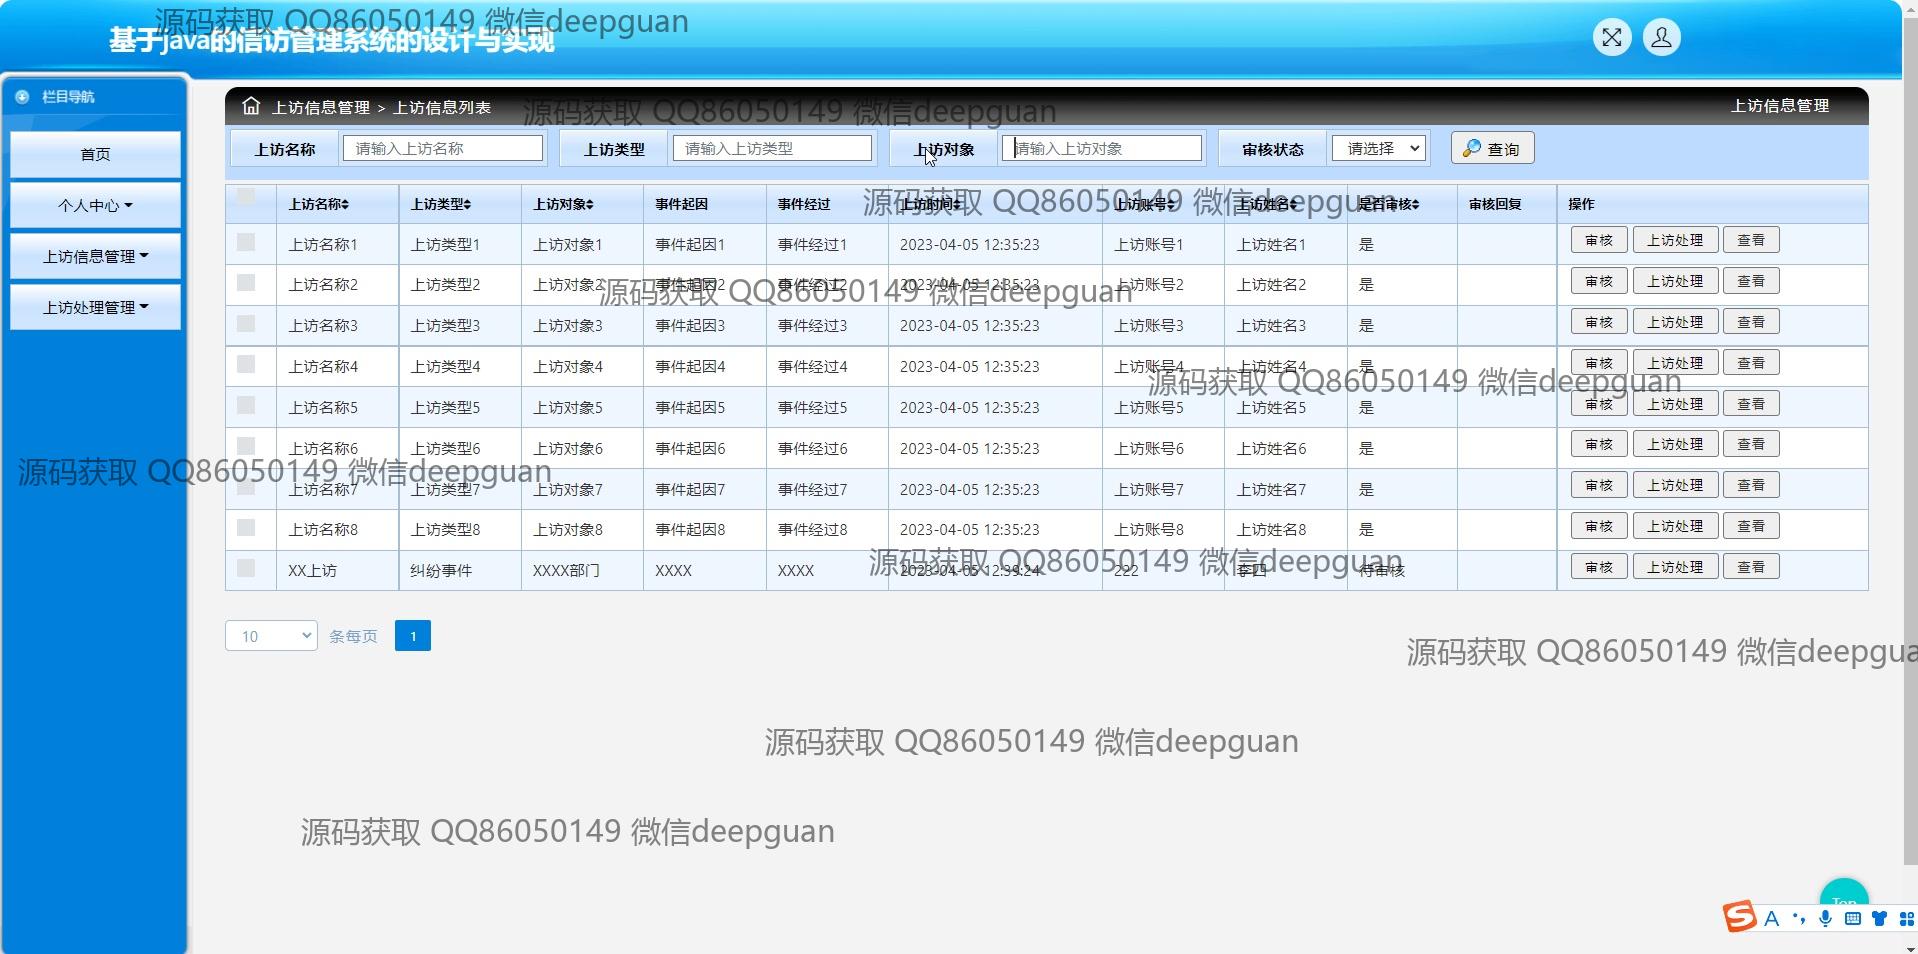 源码获取 QQ86050149 微信deepguan
基于java的信访管理系统的设计与实现
栏目导航
首页
个人中心
上访信息管理
上访处理管理
上访信息管理 > 上访信息列表
源码获取 QQ86050149 微信deepguan
上访信息管理
上访名称 请输入上访名称 上访类型 请输入上访类型 上访对象 请输入上访对象 审核状态 请选择 查询
源码获取 QQ86050149 微信deepguan
上访名称 上访类型 上访对象 事件起因 事件经过 上访时间 上访账号 上访姓名 是否审核 审核回复 操作
上访名称1 上访类型1 上访对象1 事件起因1 事件经过1 2023-04-05 12:35:23 上访账号1 上访姓名1 是 审核 上访处理 查看
上访名称2 上访类型2 上访对象2 事件起因2 事件经过2 2023-04-05 12:35:23 上访账号2 上访姓名2 是 审核 上访处理 查看
源码获取 QQ86050149 微信deepguan
上访名称3 上访类型3 上访对象3 事件起因3 事件经过3 2023-04-05 12:35:23 上访账号3 上访姓名3 是 审核 上访处理 查看
上访名称4 上访类型4 上访对象4 事件起因4 事件经过4 2023-04-05 12:35:23 上访账号4 上访姓名4 是 审核 上访处理 查看
源码获取 QQ86050149 微信deepguan
上访名称5 上访类型5 上访对象5 事件起因5 事件经过5 2023-04-05 12:35:23 上访账号5 上访姓名5 是 审核 上访处理 查看
上访名称6 上访类型6 上访对象6 事件起因6 事件经过6 2023-04-05 12:35:23 上访账号6 上访姓名6 是 审核 上访处理 查看
源码获取 QQ86050149 微信deepguan
上访名称7 上访类型7 上访对象7 事件起因7 事件经过7 2023-04-05 12:35:23 上访账号7 上访姓名7 是 审核 上访处理 查看
上访名称8 上访类型8 上访对象8 事件起因8 事件经过8 2023-04-05 12:35:23 上访账号8 上访姓名8 是 审核 上访处理 查看
源码获取 QQ86050149 微信deepguan
XX上访 纠纷事件 XXXX部门 XXXX XXXX 2023-04-05 12:39:24 222 李四 待审核 审核 上访处理 查看
10 条每页 1
源码获取 QQ86050149 微信deepgua
源码获取 QQ86050149 微信deepguan
源码获取 QQ86050149 微信deepguan
Top
S A